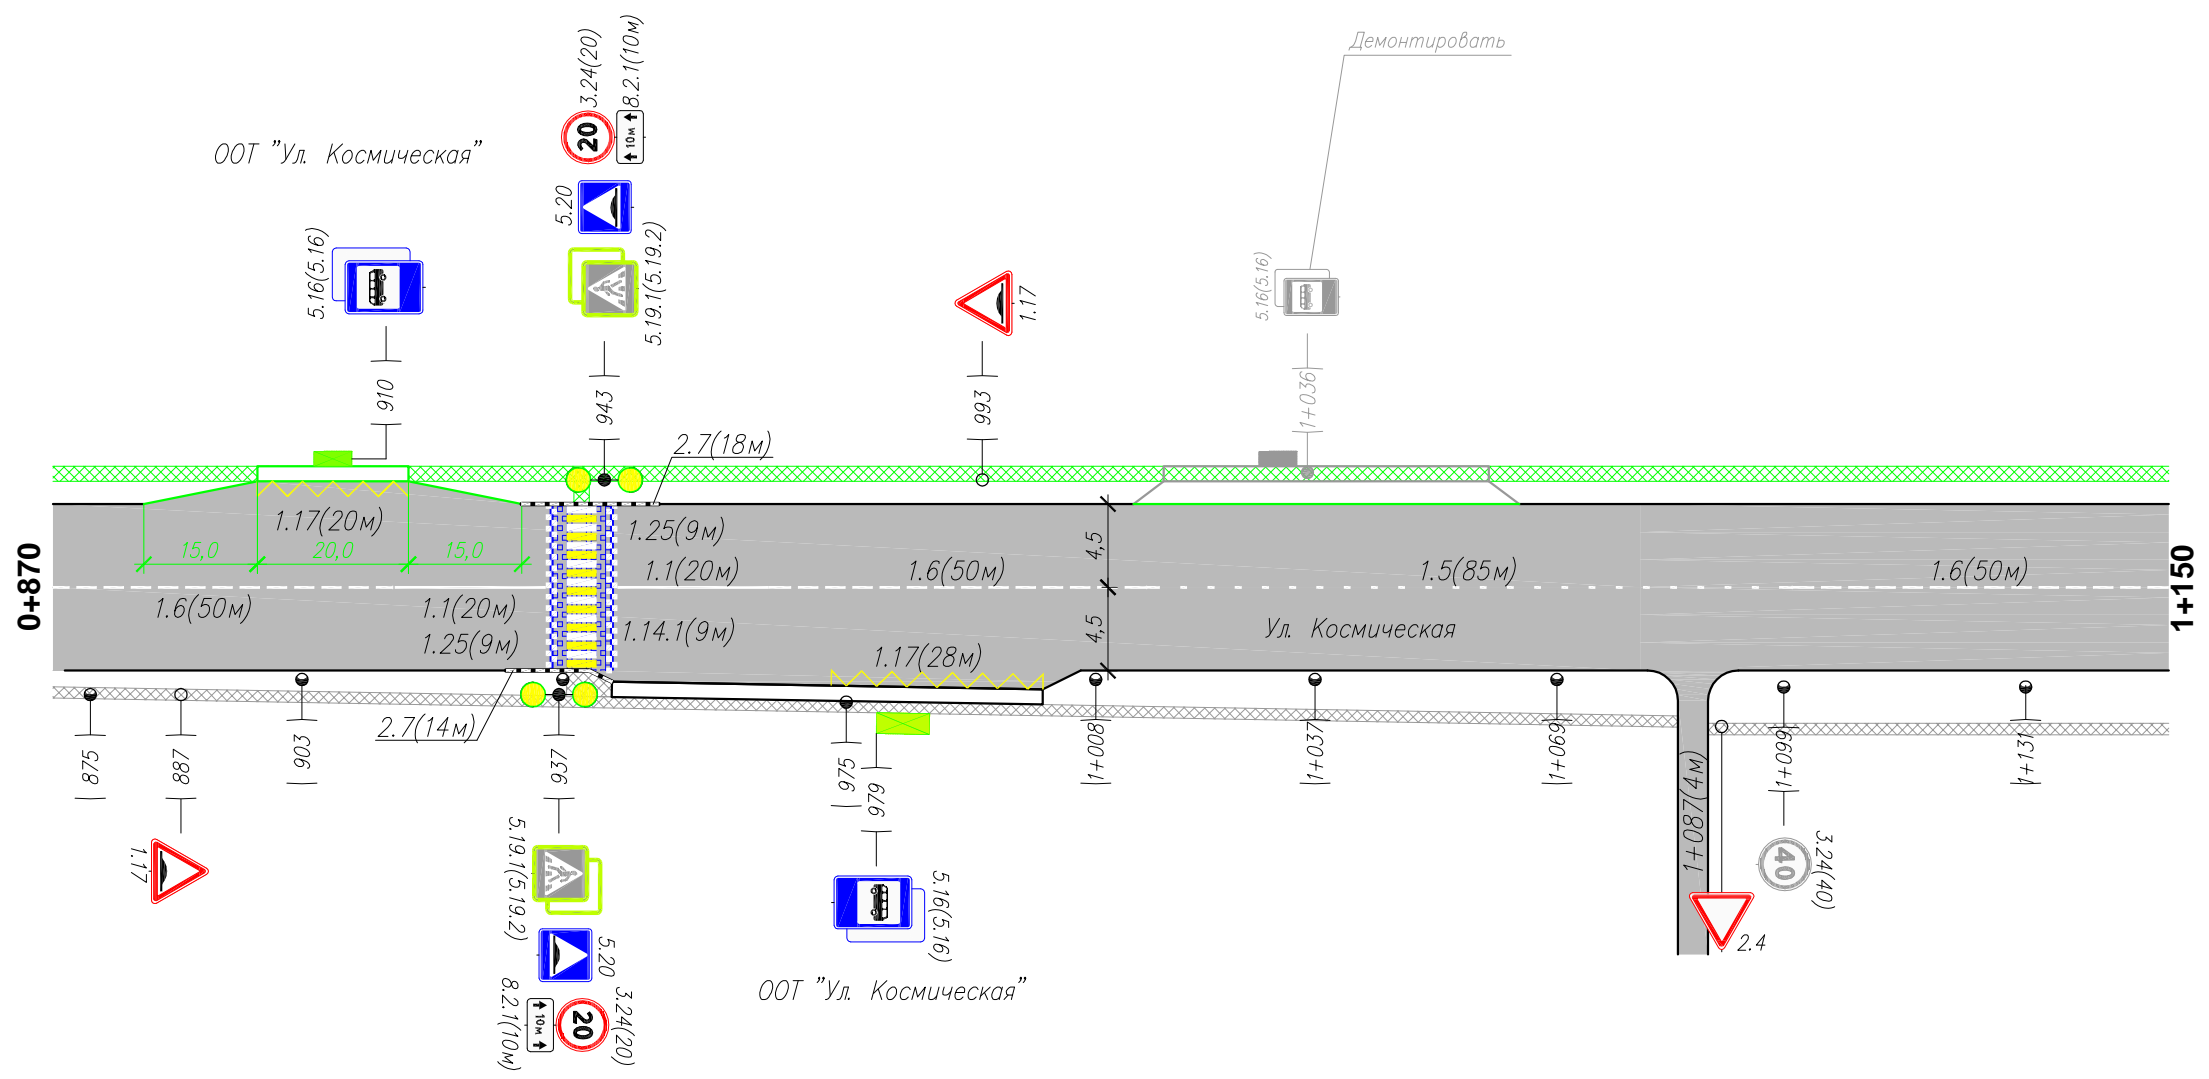 Демонтировать
3.24(20)
8.2.1(10м)
20
10м
ООТ "Ул. Космическая"
5.20
5.19.1(5.19.2)
5.16(5.16)
1.17
5.16(5.16)
910
943
993
1+036
2.7(18м)
1.17(20м)
1.25(9м)
15,0
20,0
15,0
4,5
0+870
1.1(20м)
1.6(50м)
1.5(85м)
1.6(50м)
1+150
1.6(50м)
1.1(20м)
1.25(9м)
1.14.1(9м)
4,5
Ул. Космическая
1.17(28м)
2.7(14м)
875
887
903
937
975
979
1+008
1+037
1+069
1+087(4м)
1+099
1+131
1.17
5.19.1(5.19.2)
5.16(5.16)
40
3.24(40)
2.4
5.20
ООТ "Ул. Космическая"
8.2.1(10м)
10м
20
3.24(20)